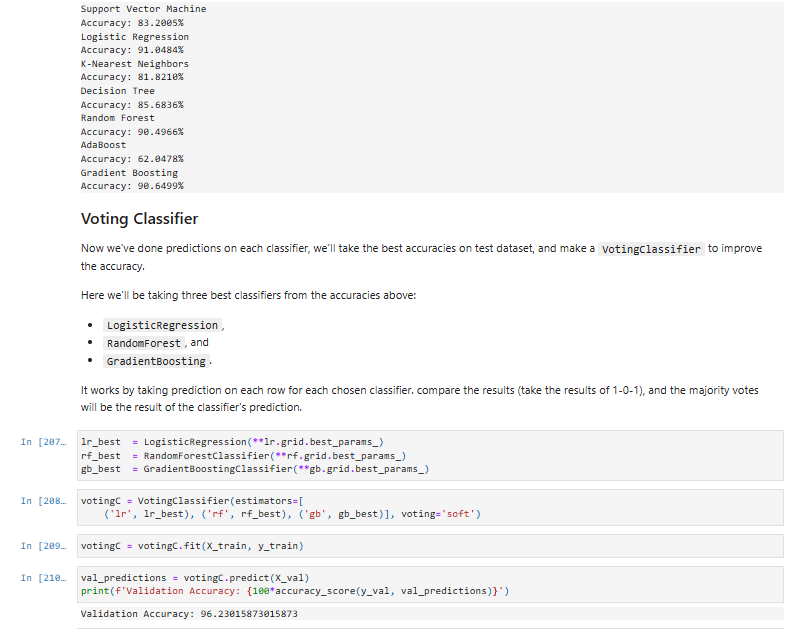 Support Vector Machine
Accuracy: 83.2005%
Logistic Regression
Accuracy: 91.0484%
K-Nearest Neighbors
Accuracy: 81.8210%
Decision Tree
Accuracy: 85.6836%
Random Forest
Accuracy: 90.4966%
AdaBoost
Accuracy: 62.0478%
Gradient Boosting
Accuracy: 90.6499%
Voting Classifier
Now we've done predictions on each classifier, we'll take the best accuracies on test dataset, and make a VotingClassifier to improve
the accuracy.
Here we'll be taking three best classifiers from the accuracies above:
• LogisticRegression,
• RandomForest, and
• GradientBoosting.
It works by taking prediction on each row for each chosen classifier. compare the results (take the results of 1-0-1), and the majority votes
will be the result of the classifier's prediction.
In [207… lr_best = LogisticRegression(**lr.grid.best_params_)
rf_best = RandomForestClassifier(**rf.grid.best_params_)
gb_best = GradientBoostingClassifier(**gb.grid.best_params_)
In [208… votingC = VotingClassifier(estimators=[
('lr', lr_best), ('rf', rf_best), ('gb', gb_best)], voting='soft')
In [209… votingC = votingC.fit(X_train, y_train)
In [210… val_predictions = votingC.predict(X_val)
print(f'Validation Accuracy: {100*accuracy_score(y_val, val_predictions)}')
Validation Accuracy: 96.23015873015873